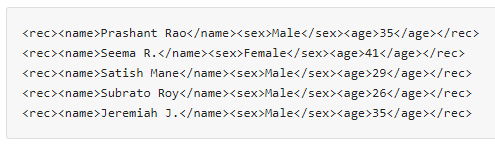 <rec><name>Prashant Rao</name><sex>Male</sex><age>35</age></rec>
<rec><name>Seema R.</name><sex>Female</sex><age>41</age></rec>
<rec><name>Satish Mane</name><sex>Male</sex><age>29</age></rec>
<rec><name>Subrato Roy</name><sex>Male</sex><age>26</age></rec>
<rec><name>Jeremiah J.</name><sex>Male</sex><age>35</age></rec>